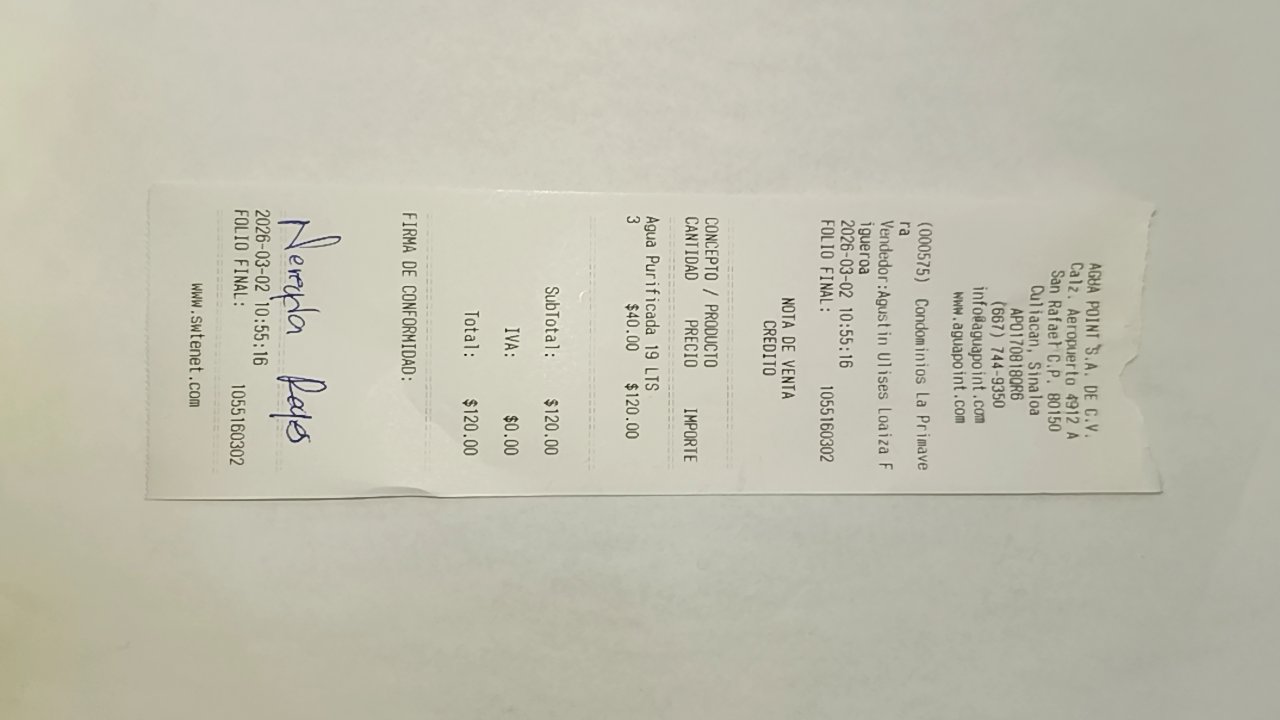 AGUA POINT S.A. DE C.V.
Calz. Aeropuerto 4912 A
San Rafael C.P. 80150
Culiacan, Sinaloa
APO170818QR6
(667) 744-9350
info@aguapoint.com
www.aguapoint.com
(000575) Condominios La Primave
ra
Vendedor:Agustin Ulises Loaiza F
igueroa
2026-03-02 10:55:16
FOLIO FINAL: 1055160302
NOTA DE VENTA
CREDITO
CONCEPTO / PRODUCTO
CANTIDAD PRECIO IMPORTE
Agua Purificada 19 LTS
3 $40.00 $120.00
SubTotal: $120.00
IVA: $0.00
Total: $120.00
FIRMA DE CONFORMIDAD:
2026-03-02 10:55:16
FOLIO FINAL: 1055160302
www.swtenet.com